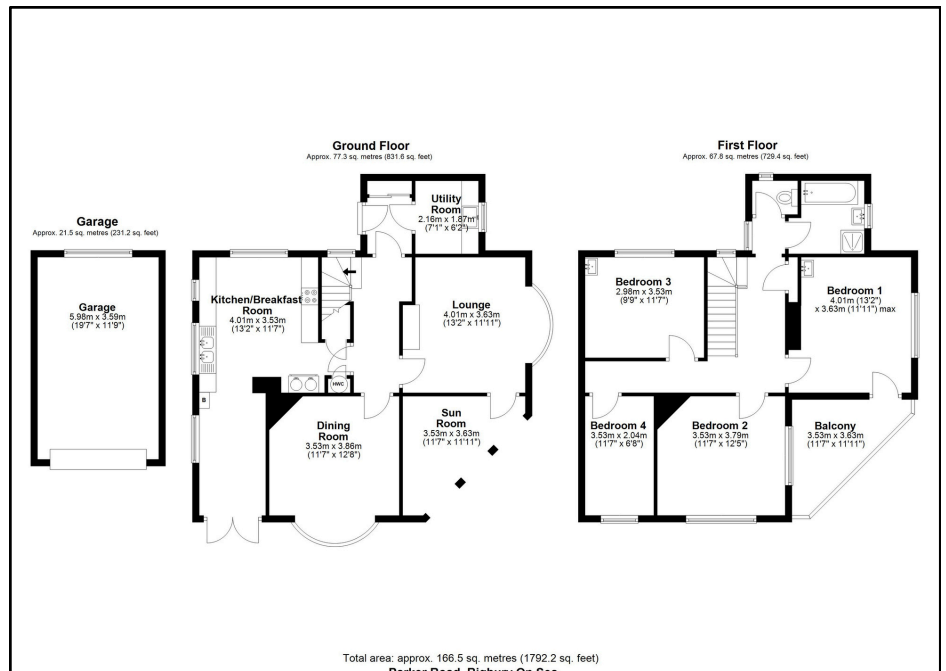 Ground Floor
Approx. 77.3 sq. metres (831.6 sq. feet)
First Floor
Approx. 67.8 sq. metres (729.4 sq. feet)
Garage
Approx. 21.5 sq. metres (231.2 sq. feet)
Utility
Room
2.16m x 1.87m
(7'1" x 6'2")
Garage
5.98m x 3.59m
(19'7" x 11'9")
Kitchen/Breakfast
Room
4.01m x 3.53m
(13'2" x 11'7")
Lounge
4.01m x 3.63m
(13'2" x 11'11")
Bedroom 3
2.98m x 3.53m
(9'9" x 11'7")
Bedroom 1
4.01m (13'2")
x 3.63m (11'11") max
HWC
B
Dining
Room
3.53m x 3.86m
(11'7" x 12'8")
Sun
Room
3.53m x 3.63m
(11'7" x 11'11")
Bedroom 4
3.53m x 2.04m
(11'7" x 6'8")
Bedroom 2
3.53m x 3.79m
(11'7" x 12'5")
Balcony
3.53m x 3.63m
(11'7" x 11'11")
Total area: approx. 166.5 sq. metres (1792.2 sq. feet)
Parker Road, Bigbury On Sea